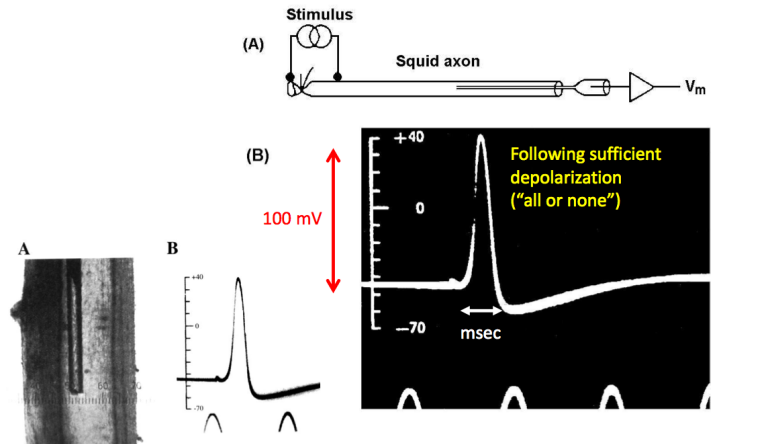 Stimulus
(A)
Squid axon
Vm
(B)
+40
Following sufficient
depolarization
("all or none")
0
100 mV
msec
−70
A
B
+40
0
-70
60